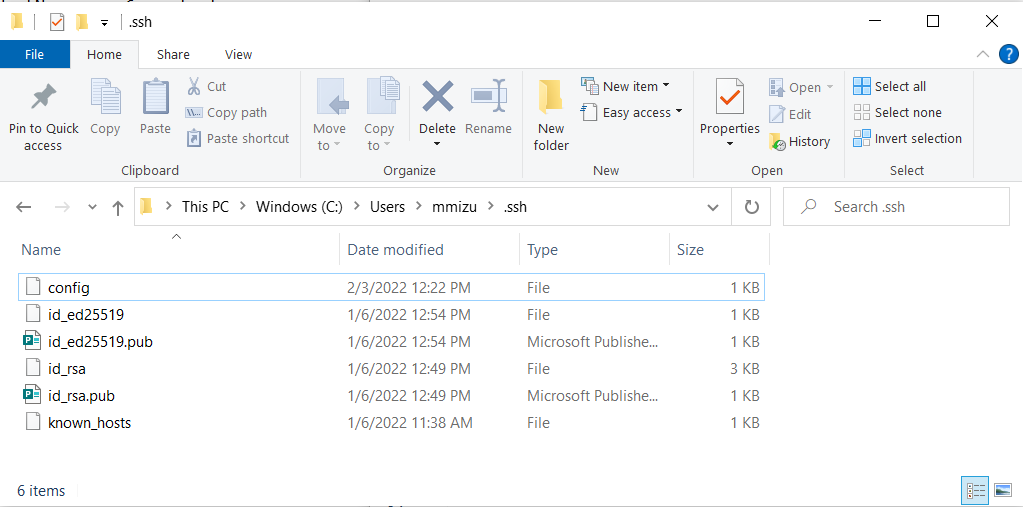 .ssh
File Home Share View
?
Pin to Quick access
Copy
Paste
Cut
Copy path
Paste shortcut
Clipboard
Move to
Copy to
Delete
Rename
Organize
New folder
New item
Easy access
New
Properties
Open
Edit
History
Open
Select all
Select none
Invert selection
Select
This PC > Windows (C:) > Users > mmizu > .ssh
Search .ssh
Name Date modified Type Size
config 2/3/2022 12:22 PM File 1 KB
id_ed25519 1/6/2022 12:54 PM File 1 KB
id_ed25519.pub 1/6/2022 12:54 PM Microsoft Publishe... 1 KB
id_rsa 1/6/2022 12:49 PM File 3 KB
id_rsa.pub 1/6/2022 12:49 PM Microsoft Publishe... 1 KB
known_hosts 1/6/2022 11:38 AM File 1 KB
6 items